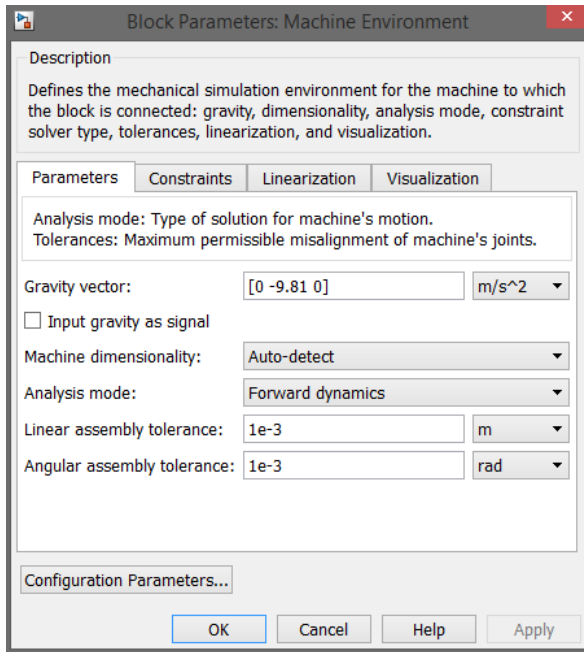 Block Parameters: Machine Environment
Description
Defines the mechanical simulation environment for the machine to which
the block is connected: gravity, dimensionality, analysis mode, constraint
solver type, tolerances, linearization, and visualization.
Parameters Constraints Linearization Visualization
Analysis mode: Type of solution for machine's motion.
Tolerances: Maximum permissible misalignment of machine's joints.
Gravity vector: [0 -9.81 0] m/s^2
Input gravity as signal
Machine dimensionality: Auto-detect
Analysis mode: Forward dynamics
Linear assembly tolerance: 1e-3 m
Angular assembly tolerance: 1e-3 rad
Configuration Parameters...
OK Cancel Help Apply